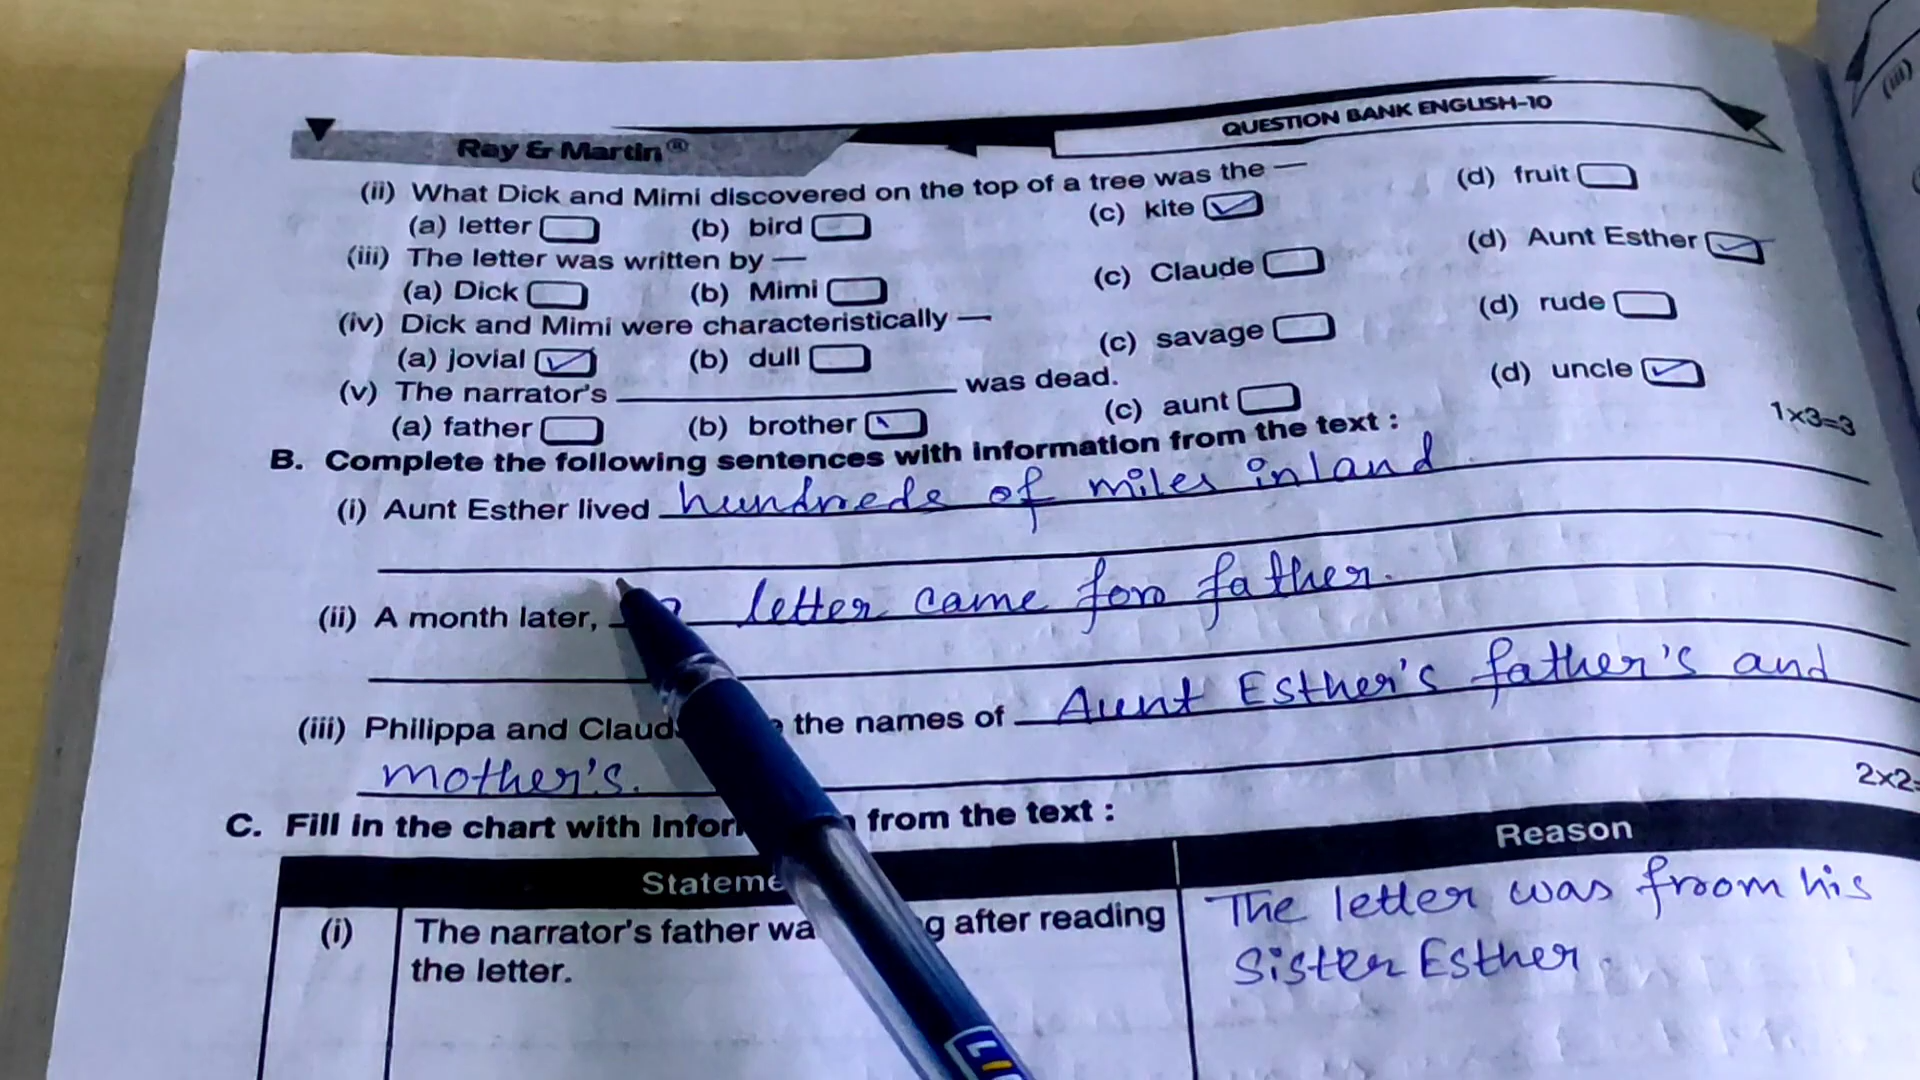 Ray & Martin®
QUESTION BANK ENGLISH-10
(ii) What Dick and Mimi discovered on the top of a tree was the —
(a) letter (b) bird (c) kite (d) fruit
(iii) The letter was written by —
(a) Dick (b) Mimi (c) Claude (d) Aunt Esther
(iv) Dick and Mimi were characteristically —
(a) jovial (b) dull (c) savage (d) rude
(v) The narrator's ____ was dead.
(a) father (b) brother (c) aunt (d) uncle
B. Complete the following sentences with information from the text : 1×3=3
(i) Aunt Esther lived hundreds of miles inland
(ii) A month later, letter came for father.
(iii) Philippa and the names of Aunt Esther's father's and
mother's.
C. Fill in the chart with from the text : 2×2=
Reason
(i) The narrator's father after reading
the letter.
The letter was from his
Sister Esther.
(iii)